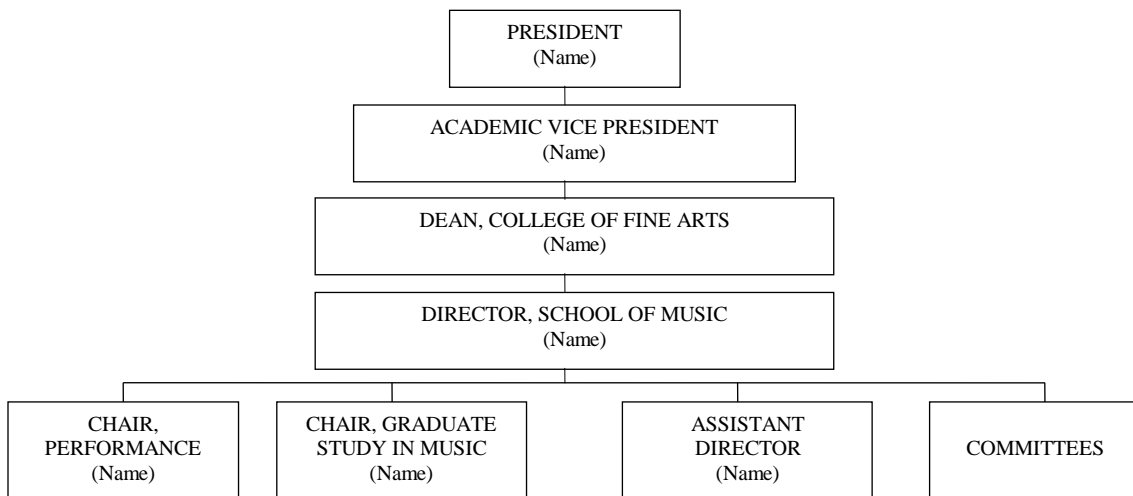 PRESIDENT
(Name)
ACADEMIC VICE PRESIDENT
(Name)
DEAN, COLLEGE OF FINE ARTS
(Name)
DIRECTOR, SCHOOL OF MUSIC
(Name)
CHAIR,
PERFORMANCE
(Name)
CHAIR, GRADUATE
STUDY IN MUSIC
(Name)
ASSISTANT
DIRECTOR
(Name)
COMMITTEES